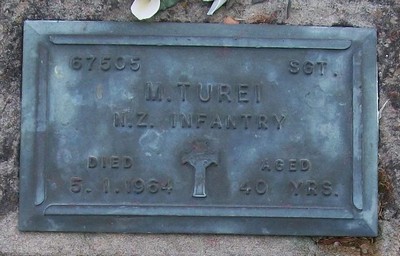 67505 SGT.
M. TUREI
N.Z. INFANTRY
DIED AGED
5.1.1964 40 YRS.